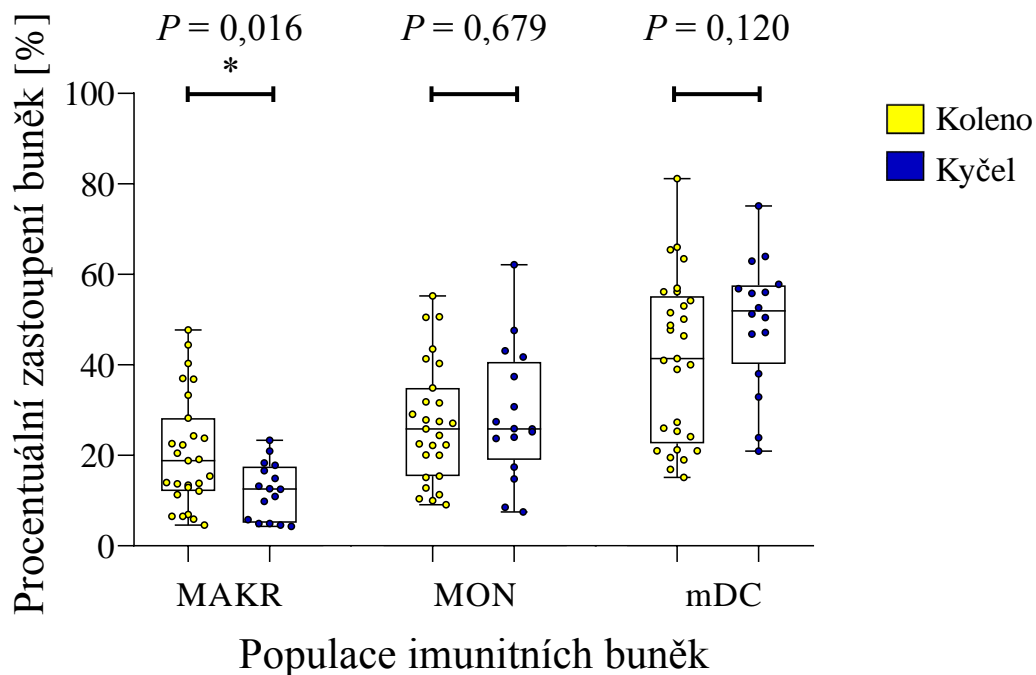 P = 0,016 P = 0,679 P = 0,120
*
Procentuální zastoupení buněk [%]
100
80
60
40
20
0
MAKR MON mDC
Populace imunitních buněk
Koleno
Kyčel